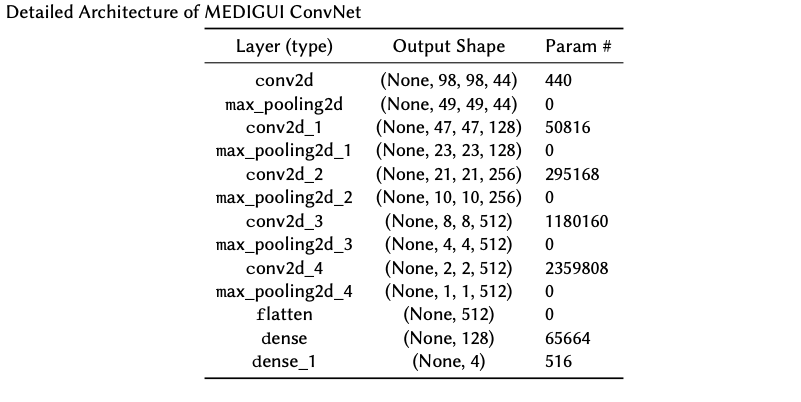 Detailed Architecture of MEDIGUI ConvNet
Layer (type) Output Shape Param #
conv2d (None, 98, 98, 44) 440
max_pooling2d (None, 49, 49, 44) 0
conv2d_1 (None, 47, 47, 128) 50816
max_pooling2d_1 (None, 23, 23, 128) 0
conv2d_2 (None, 21, 21, 256) 295168
max_pooling2d_2 (None, 10, 10, 256) 0
conv2d_3 (None, 8, 8, 512) 1180160
max_pooling2d_3 (None, 4, 4, 512) 0
conv2d_4 (None, 2, 2, 512) 2359808
max_pooling2d_4 (None, 1, 1, 512) 0
flatten (None, 512) 0
dense (None, 128) 65664
dense_1 (None, 4) 516